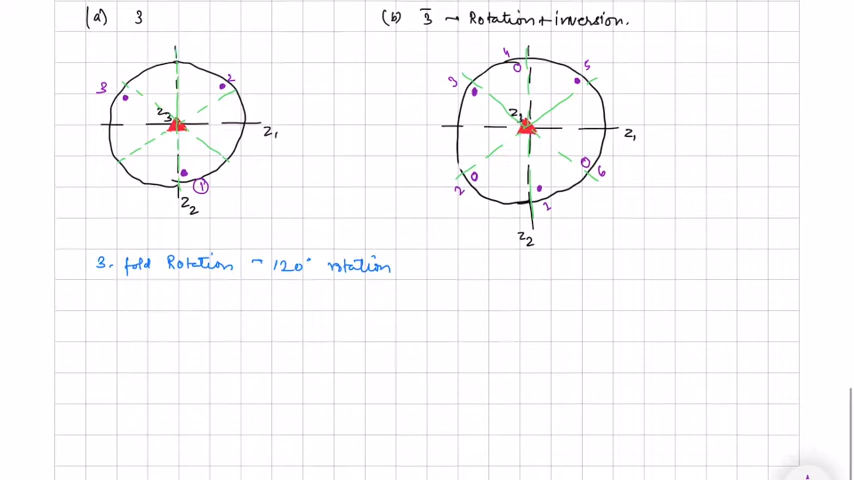 (a) 3
(b) 3̅ → Rotation + inversion.
3
2
z₃
z₁
①
z₂
4
5
3
z₃
z₁
2
6
1
z₂
3. fold Rotation - 120° rotation